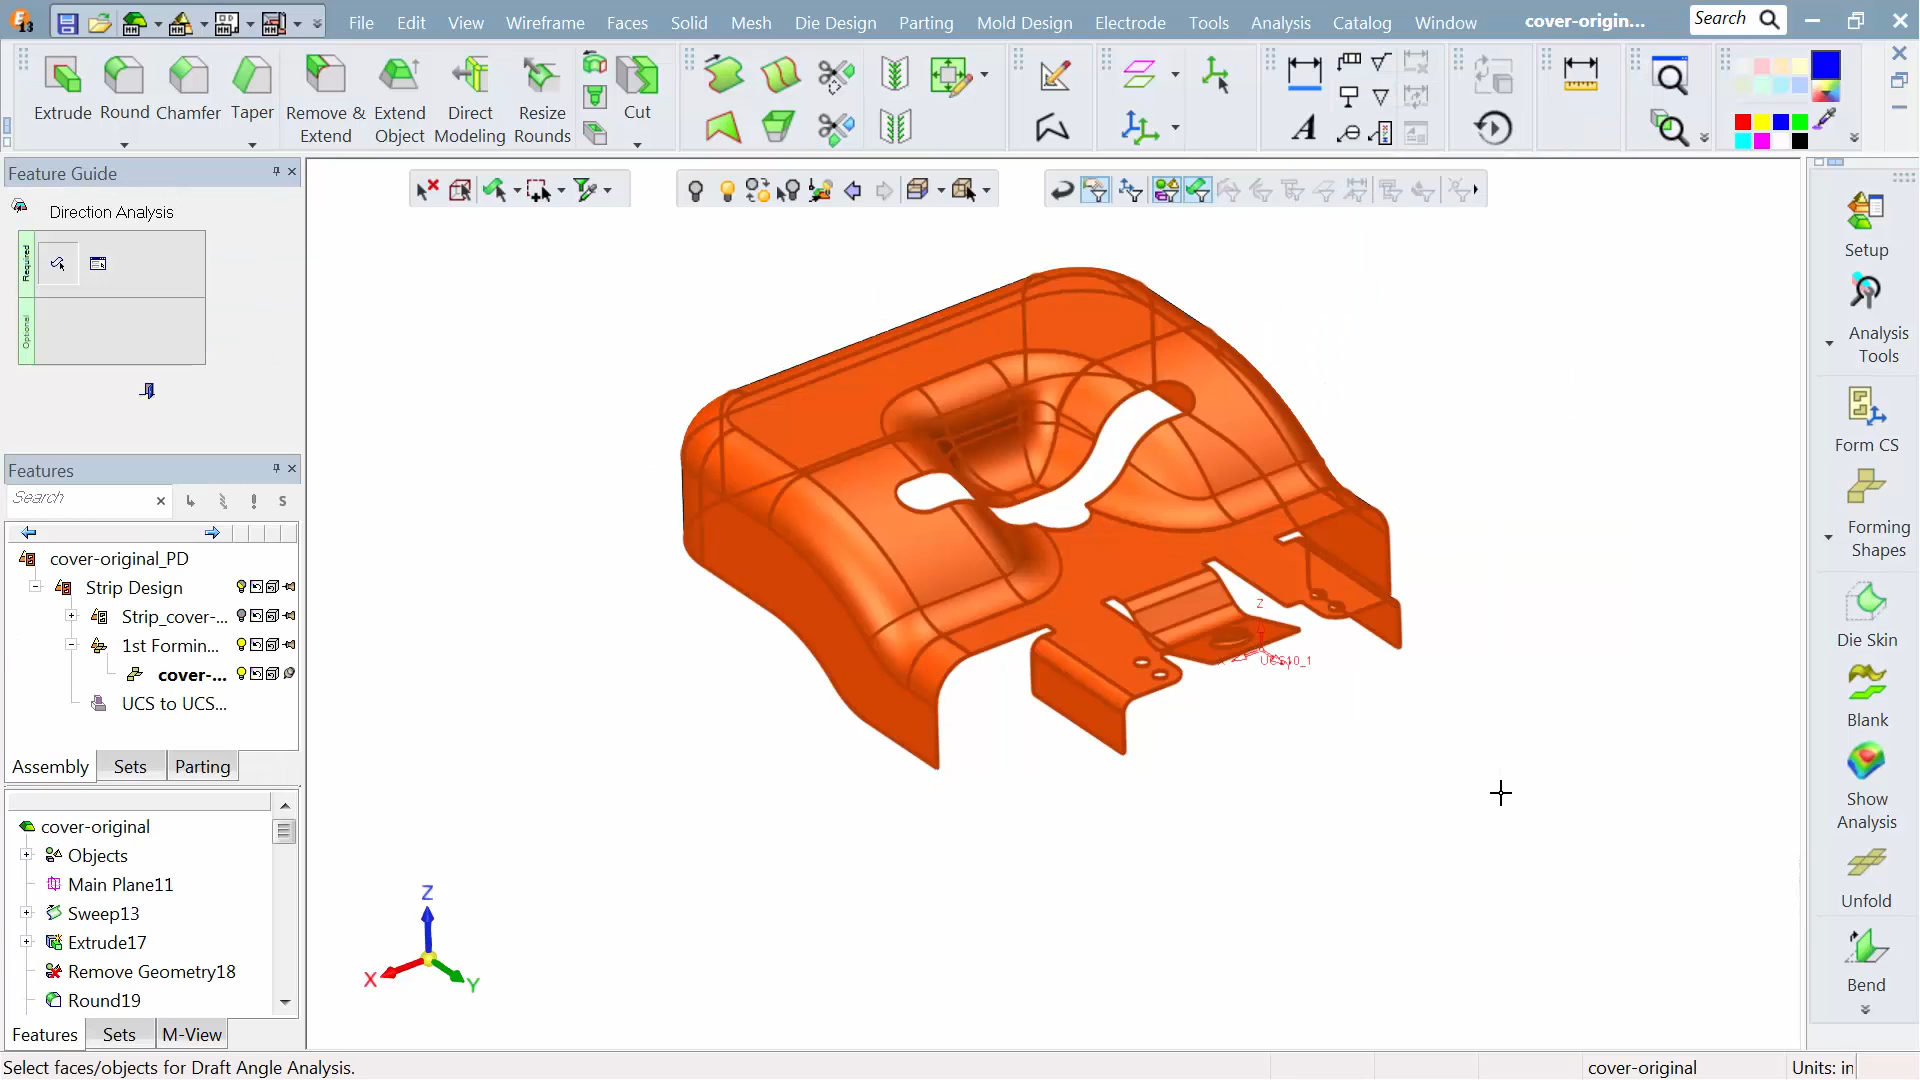 File Edit View Wireframe Faces Solid Mesh Die Design Parting Mold Design Electrode Tools Analysis Catalog Window cover-origin... Search
Extrude Round Chamfer Taper Remove & Extend Extend Object Direct Modeling Resize Rounds Cut
Feature Guide
Direction Analysis
Required
Optional
Features
Search
S
cover-original_PD
Strip Design
Strip_cover-...
1st Formin...
cover-...
UCS to UCS...
Assembly Sets Parting
cover-original
Objects
Main Plane11
Sweep13
Extrude17
Remove Geometry18
Round19
Features Sets M-View
Z
X
Y
Z
Setup
Analysis Tools
Form CS
Forming Shapes
Die Skin
Blank
Show Analysis
Unfold
Bend
Select faces/objects for Draft Angle Analysis.
cover-original
Units: in